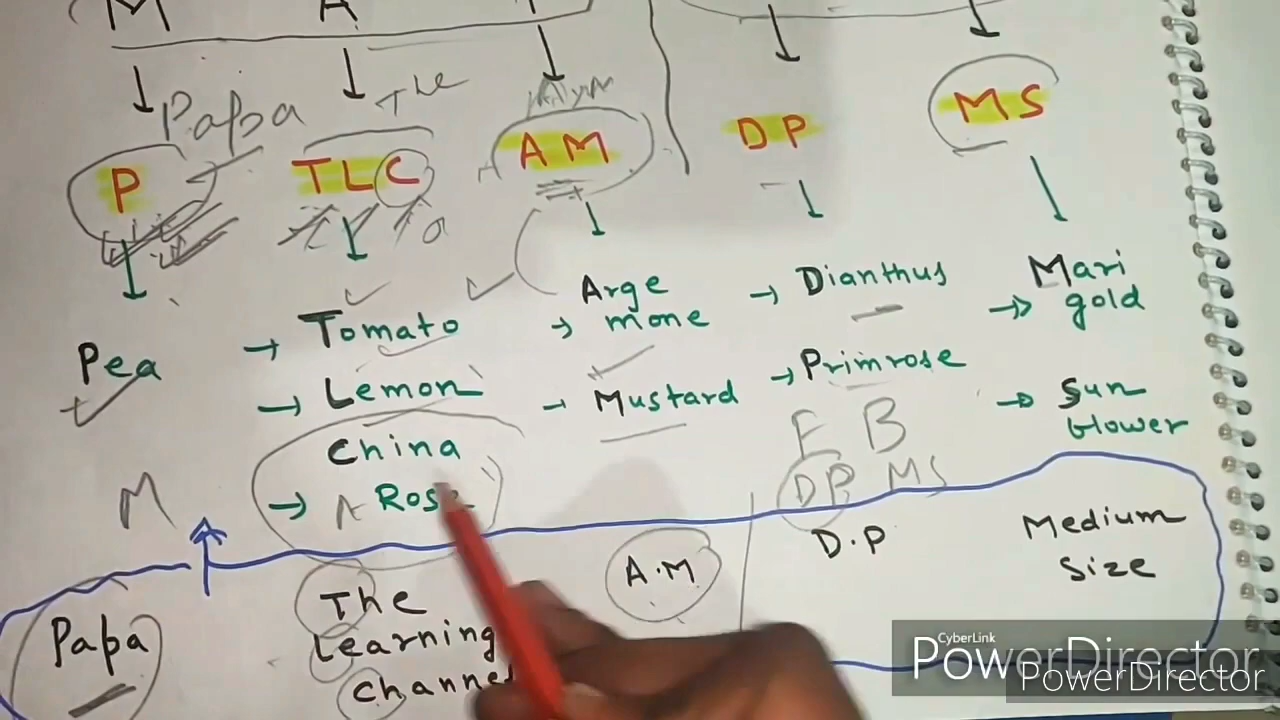 M A
Papa The
P TLC AM DP MS
Pea
→ Tomato
→ Lemon
China
→ Rose
Arge
→ mone
→ Mustard
→ Dianthus
→ Primrose
Mari
→ gold
→ Sun
flower
F B
DP MS
M
Papa
The
Learning
Channel
A.M
D.P
Medium
Size
CyberLink
PowerDirector
PowerDirector